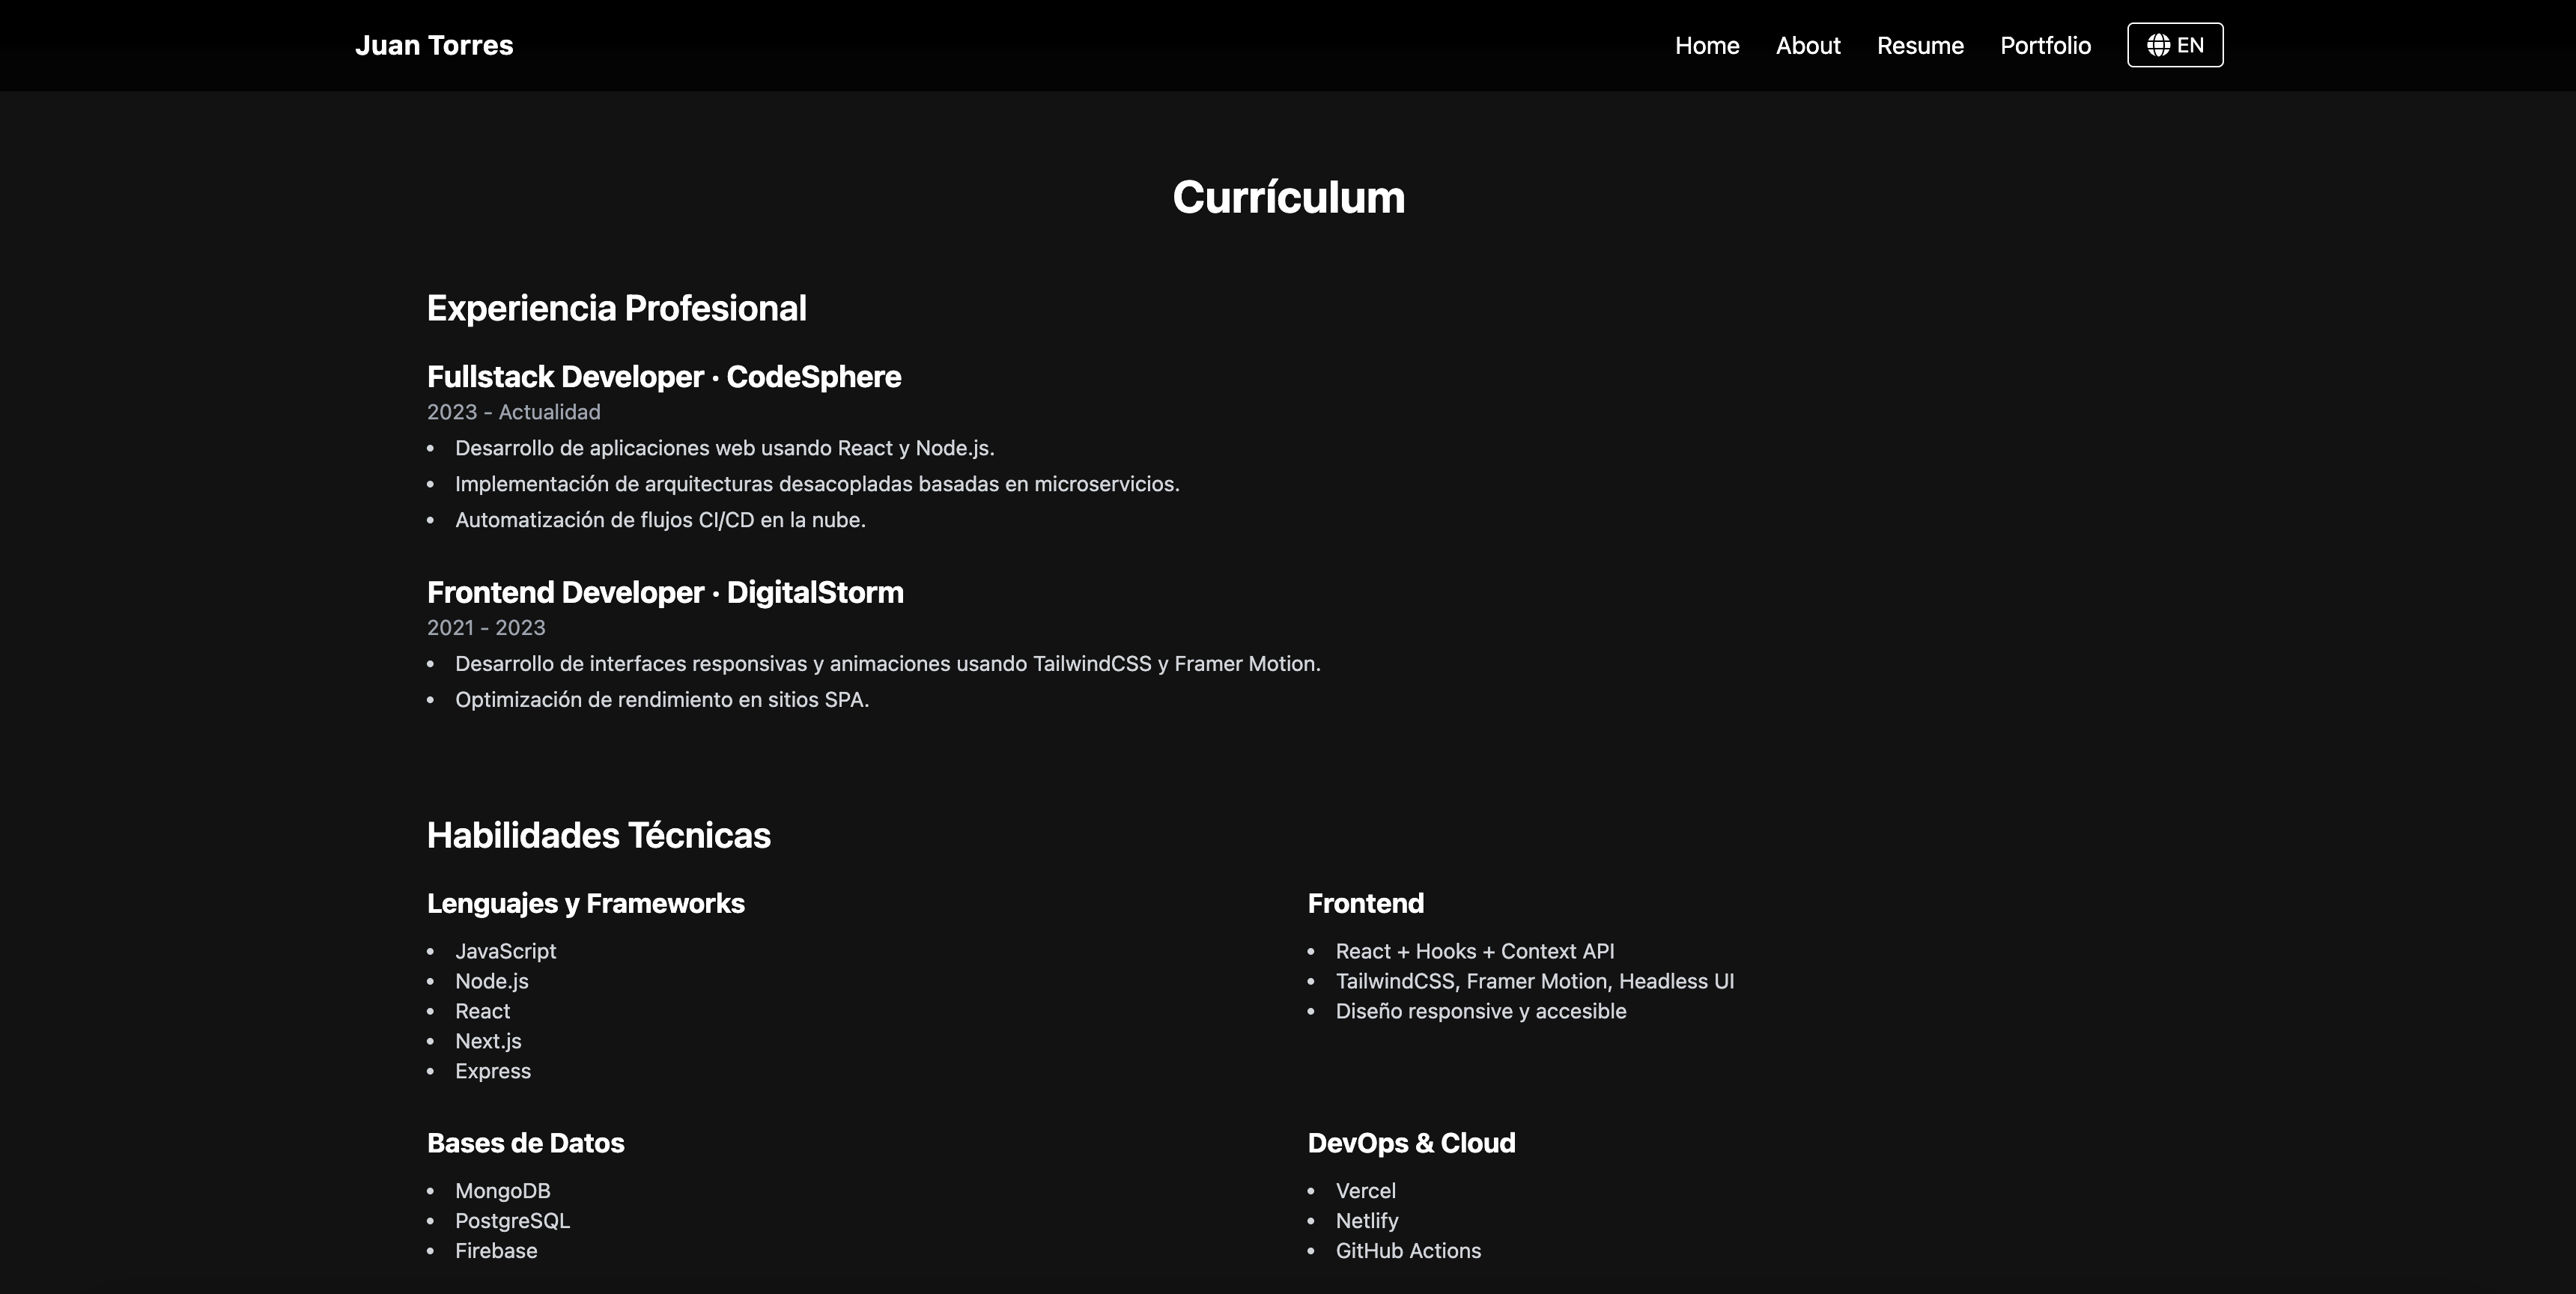 Juan Torres
Home
About
Resume
Portfolio
EN
Currículum
Experiencia Profesional
Fullstack Developer · CodeSphere
2023 - Actualidad
• Desarrollo de aplicaciones web usando React y Node.js.
• Implementación de arquitecturas desacopladas basadas en microservicios.
• Automatización de flujos CI/CD en la nube.
Frontend Developer · DigitalStorm
2021 - 2023
• Desarrollo de interfaces responsivas y animaciones usando TailwindCSS y Framer Motion.
• Optimización de rendimiento en sitios SPA.
Habilidades Técnicas
Lenguajes y Frameworks
• JavaScript
• Node.js
• React
• Next.js
• Express
Frontend
• React + Hooks + Context API
• TailwindCSS, Framer Motion, Headless UI
• Diseño responsive y accesible
Bases de Datos
• MongoDB
• PostgreSQL
• Firebase
DevOps & Cloud
• Vercel
• Netlify
• GitHub Actions